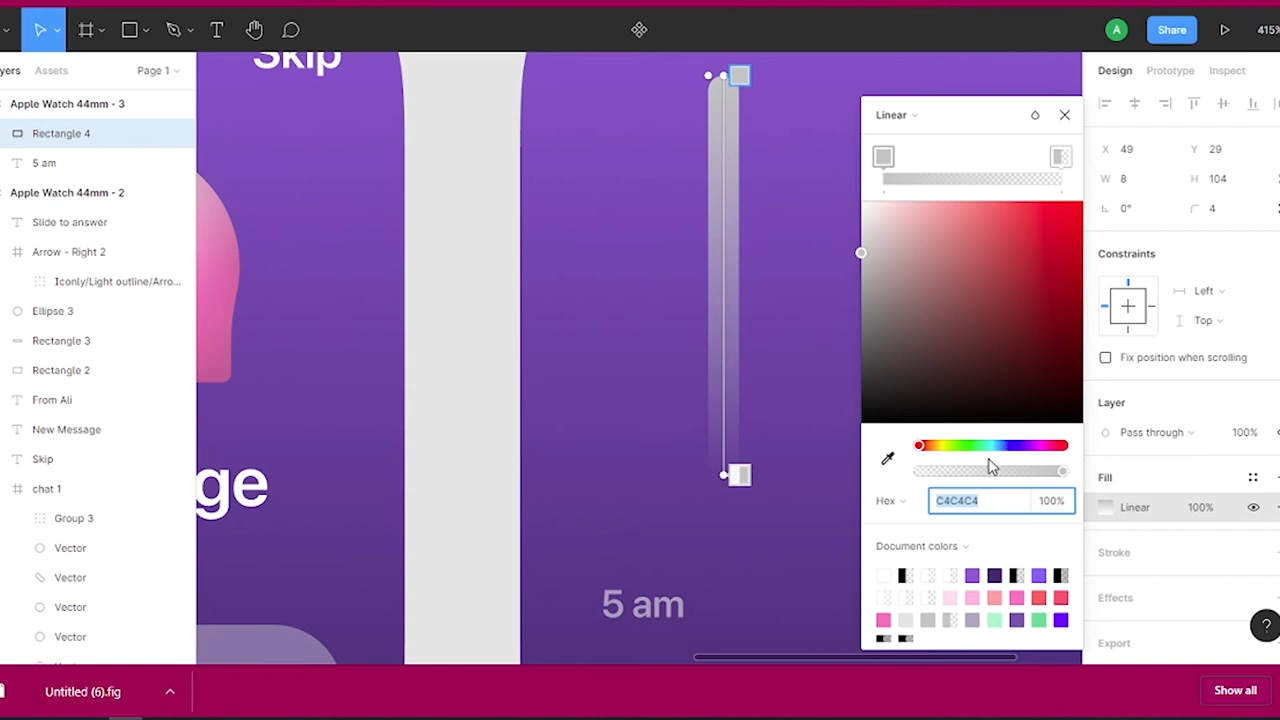 A
Share
415%
yers
Assets
Page 1
Apple Watch 44mm - 3
Rectangle 4
5 am
Apple Watch 44mm - 2
Slide to answer
Arrow - Right 2
Iconly/Light outline/Arro...
Ellipse 3
Rectangle 3
Rectangle 2
From Ali
New Message
Skip
chat 1
Group 3
Vector
Vector
Vector
Vector
Skip
ge
5 am
Linear
Hex
C4C4C4
100%
Document colors
Design
Prototype
Inspect
X 49
Y 29
W 8
H 104
0°
4
Constraints
Left
Top
Fix position when scrolling
Layer
Pass through
100%
Fill
Linear
100%
Stroke
Effects
Export
?
Untitled (6).fig
Show all